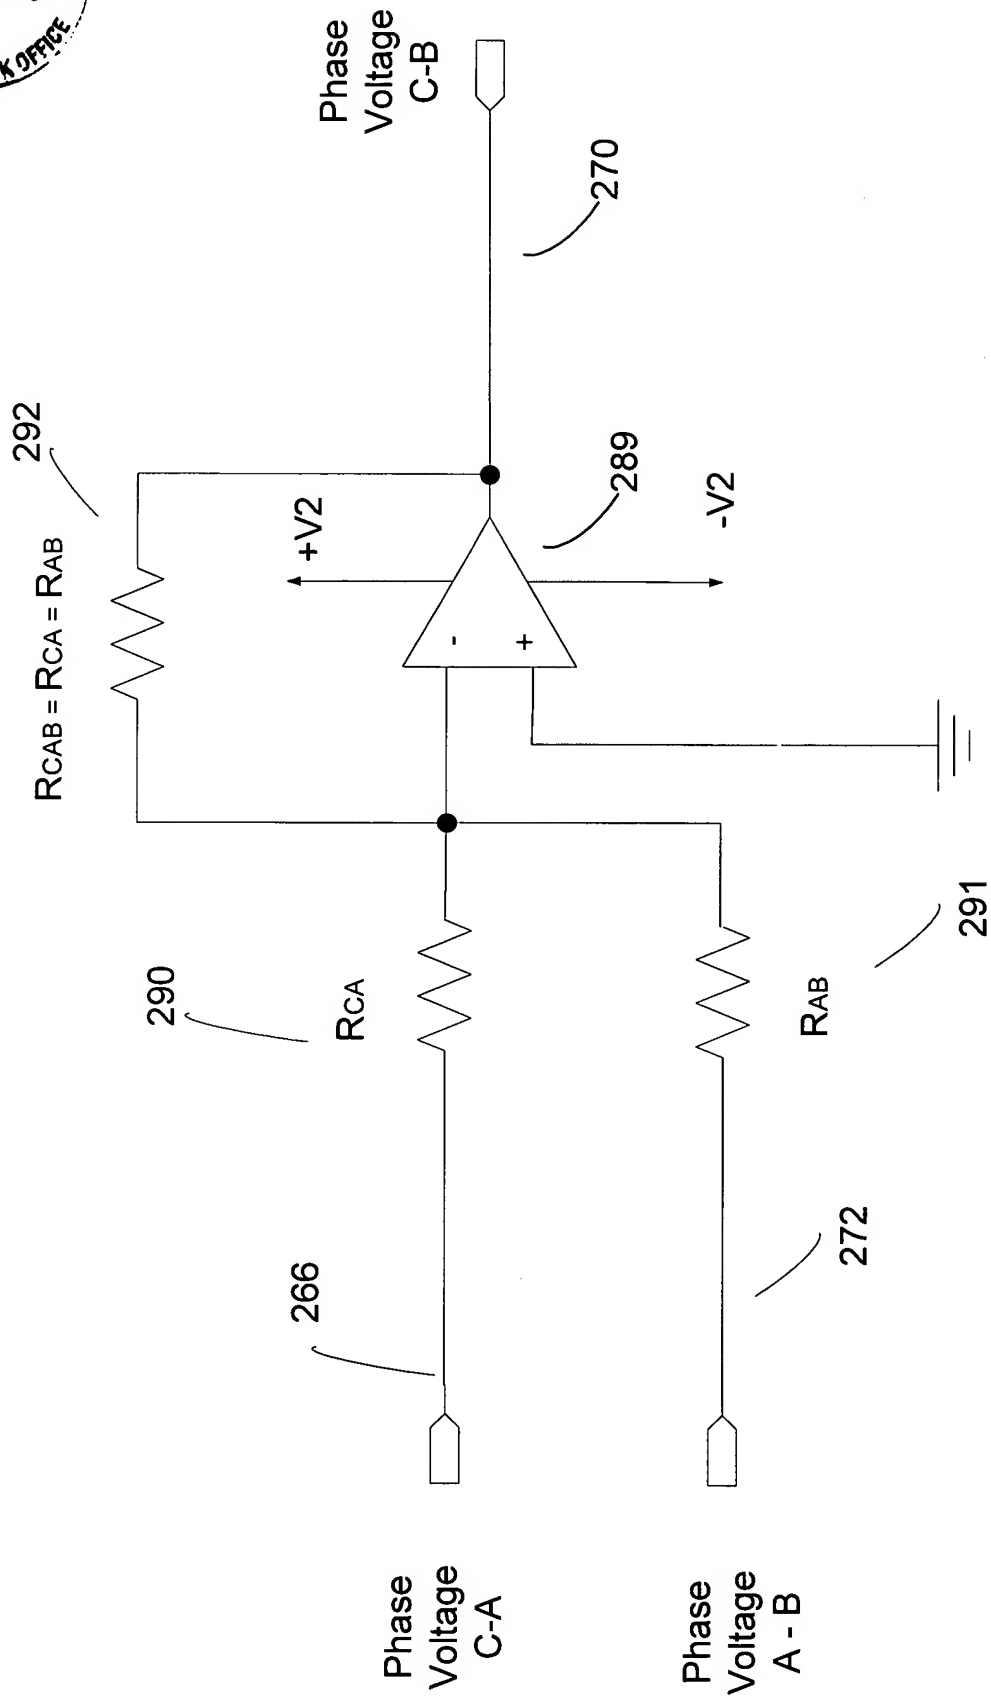 K OFFICE
292
RCAB = RCA = RAB
Phase
Voltage
C-B
270
+V2
289
-V2
-
+
290
RCA
291
RAB
266
272
Phase
Voltage
C-A
Phase
Voltage
A - B